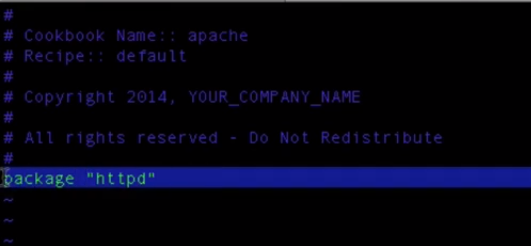 #
# Cookbook Name:: apache
# Recipe:: default
#
# Copyright 2014, YOUR_COMPANY_NAME
#
# All rights reserved - Do Not Redistribute
#
package "httpd"
~
~
~